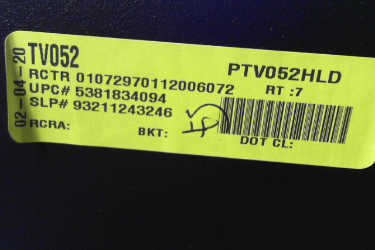 02-04-20
TV052
PTV052HLD
RCTR 01072970112006072
RT :7
UPC# 5381834094
SLP# 93211243246
RCRA:
BKT:
DOT CL: